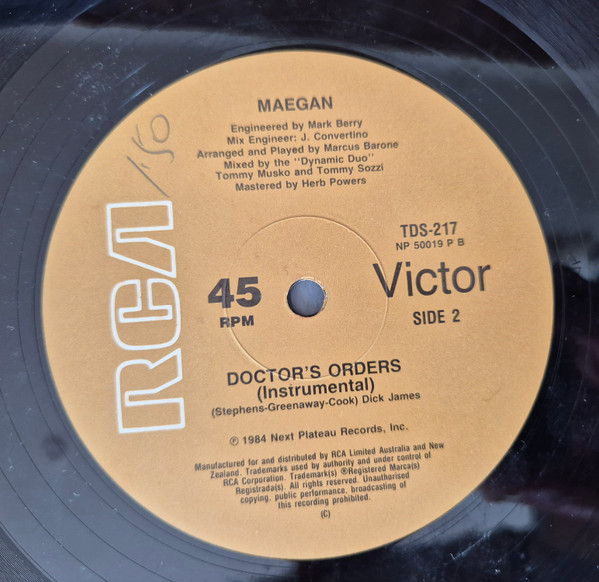 MAEGAN
Engineered by Mark Berry
Mix Engineer: J. Convertino
Arranged and Played by Marcus Barone
Mixed by the "Dynamic Duo"
Tommy Musko and Tommy Sozzi
Mastered by Herb Powers
1·50
RCA
TDS-217
NP 50019 P B
Victor
SIDE 2
45
RPM
DOCTOR'S ORDERS
(Instrumental)
(Stephens-Greenaway-Cook) Dick James
℗ 1984 Next Plateau Records, Inc.
Manufactured for and distributed by RCA Limited Australia and New
Zealand. Trademarks used by authority and under control of
RCA Corporation. Trademark(s) ®Registered Marca(s)
Registrada(s). All rights reserved. Unauthorised
copying, public performance, broadcasting of
this recording prohibited.
(C)